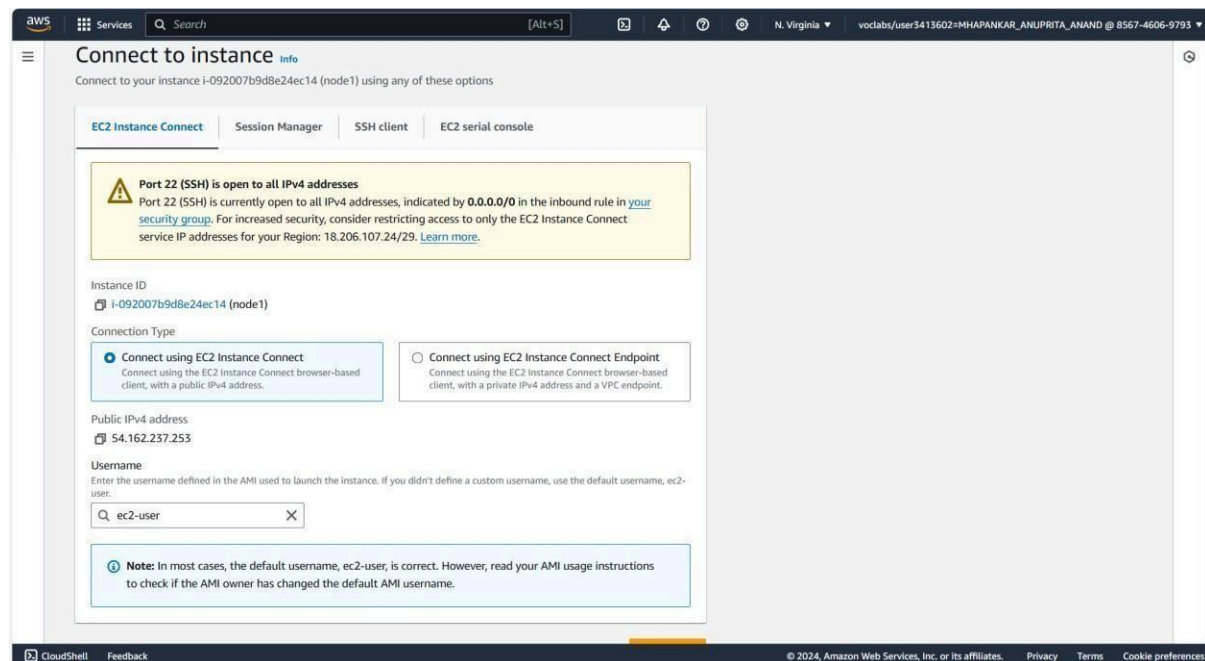 aws
Services
Search
[Alt+S]
N. Virginia
voclabs/user3413602=MHAPANKAR_ANUPRITA_ANAND @ 8567-4606-9793
Connect to instance Info
Connect to your instance i-092007b9d8e24ec14 (node1) using any of these options
EC2 Instance Connect
Session Manager
SSH client
EC2 serial console
Port 22 (SSH) is open to all IPv4 addresses
Port 22 (SSH) is currently open to all IPv4 addresses, indicated by 0.0.0.0/0 in the inbound rule in your
security group. For increased security, consider restricting access to only the EC2 Instance Connect
service IP addresses for your Region: 18.206.107.24/29. Learn more.
Instance ID
i-092007b9d8e24ec14 (node1)
Connection Type
Connect using EC2 Instance Connect
Connect using the EC2 Instance Connect browser-based
client, with a public IPv4 address.
Connect using EC2 Instance Connect Endpoint
Connect using the EC2 Instance Connect browser-based
client, with a private IPv4 address and a VPC endpoint.
Public IPv4 address
54.162.237.253
Username
Enter the username defined in the AMI used to launch the instance. If you didn't define a custom username, use the default username, ec2-
user.
ec2-user
Note: In most cases, the default username, ec2-user, is correct. However, read your AMI usage instructions
to check if the AMI owner has changed the default AMI username.
CloudShell
Feedback
© 2024, Amazon Web Services, Inc. or its affiliates.
Privacy
Terms
Cookie preferences